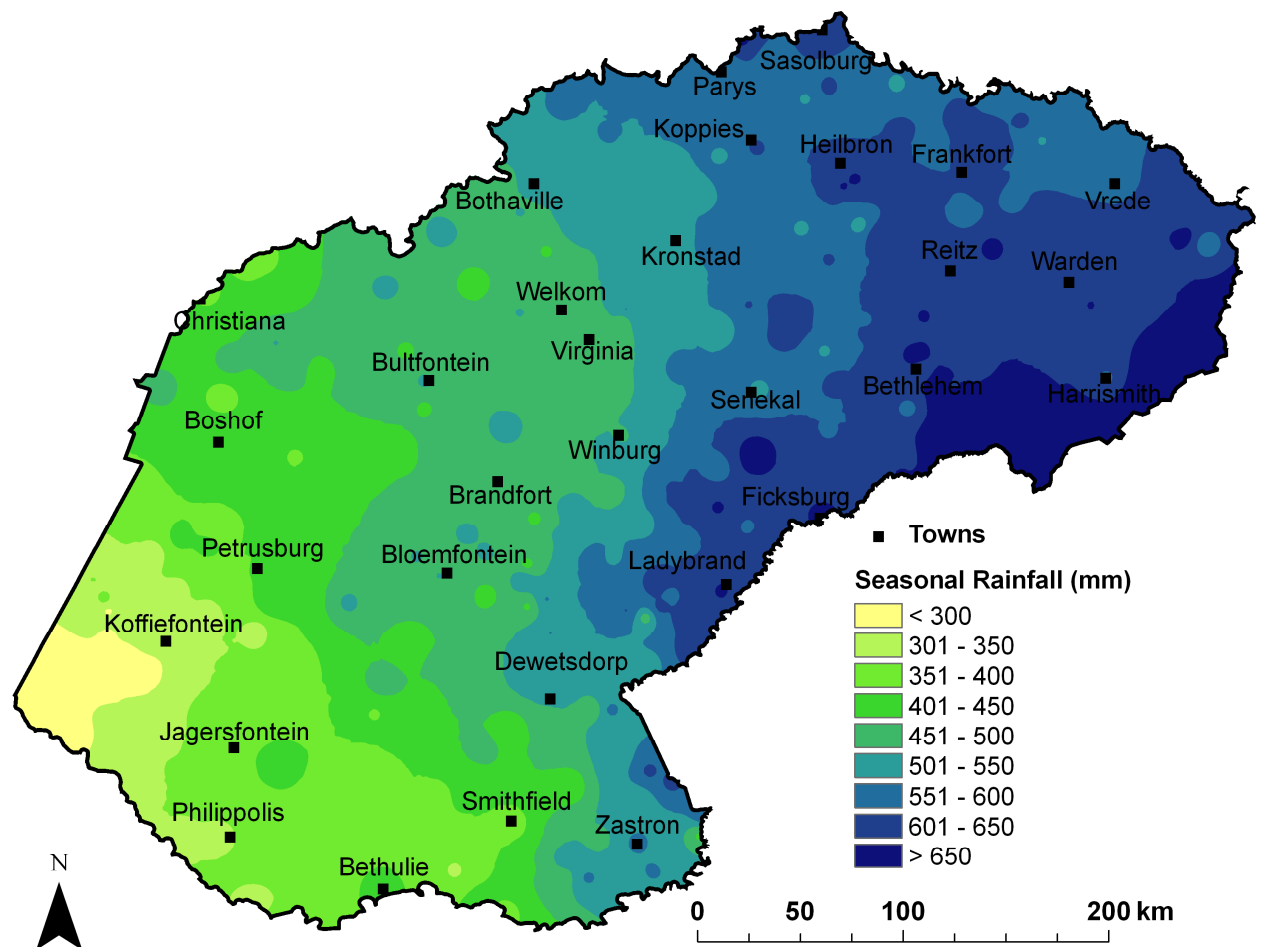 Sasolburg
Parys
Koppies
Heilbron
Frankfort
Bothaville
Vrede
Kronstad
Reitz
Warden
Welkom
Christiana
Virginia
Bultfontein
Bethlehem
Harrismith
Senekal
Boshof
Winburg
Brandfort
Ficksburg
Petrusburg
Bloemfontein
Ladybrand
Koffiefontein
Dewetsdorp
Jagersfontein
Philippolis
Smithfield
Zastron
Bethulie
N
Towns
Seasonal Rainfall (mm)
< 300
301 - 350
351 - 400
401 - 450
451 - 500
501 - 550
551 - 600
601 - 650
> 650
0 50 100 200 km